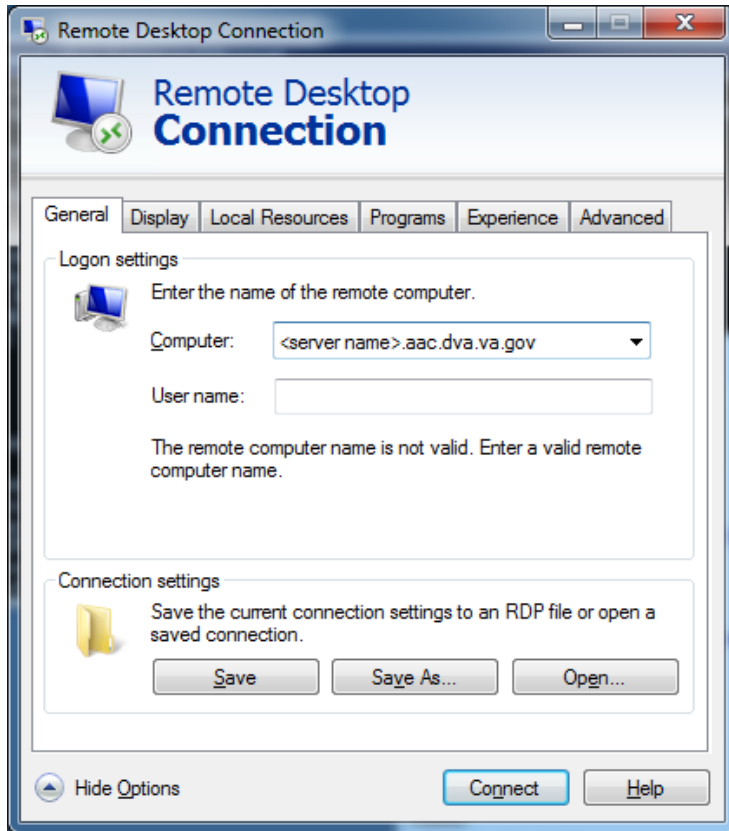 Remote Desktop Connection
Remote Desktop
Connection
General Display Local Resources Programs Experience Advanced
Logon settings
Enter the name of the remote computer.
Computer: <server name>.aac.dva.va.gov
User name:
The remote computer name is not valid. Enter a valid remote
computer name.
Connection settings
Save the current connection settings to an RDP file or open a
saved connection.
Save Save As... Open...
Hide Options Connect Help